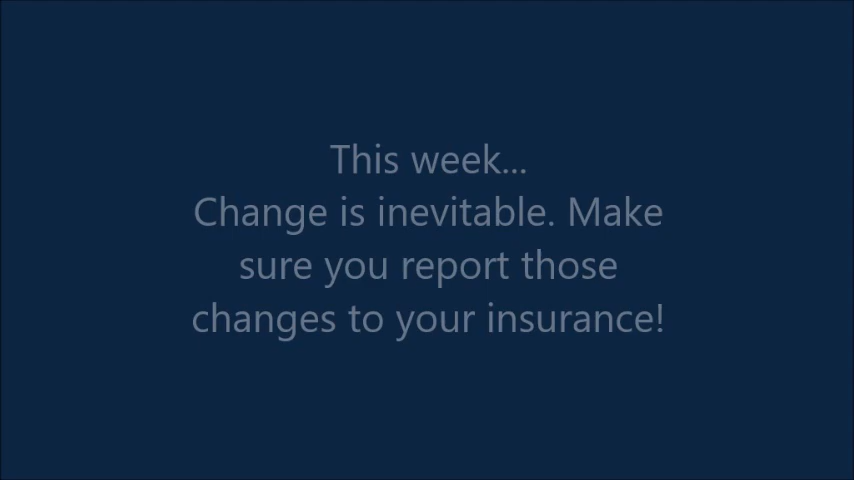 This week...
Change is inevitable. Make
sure you report those
changes to your insurance!